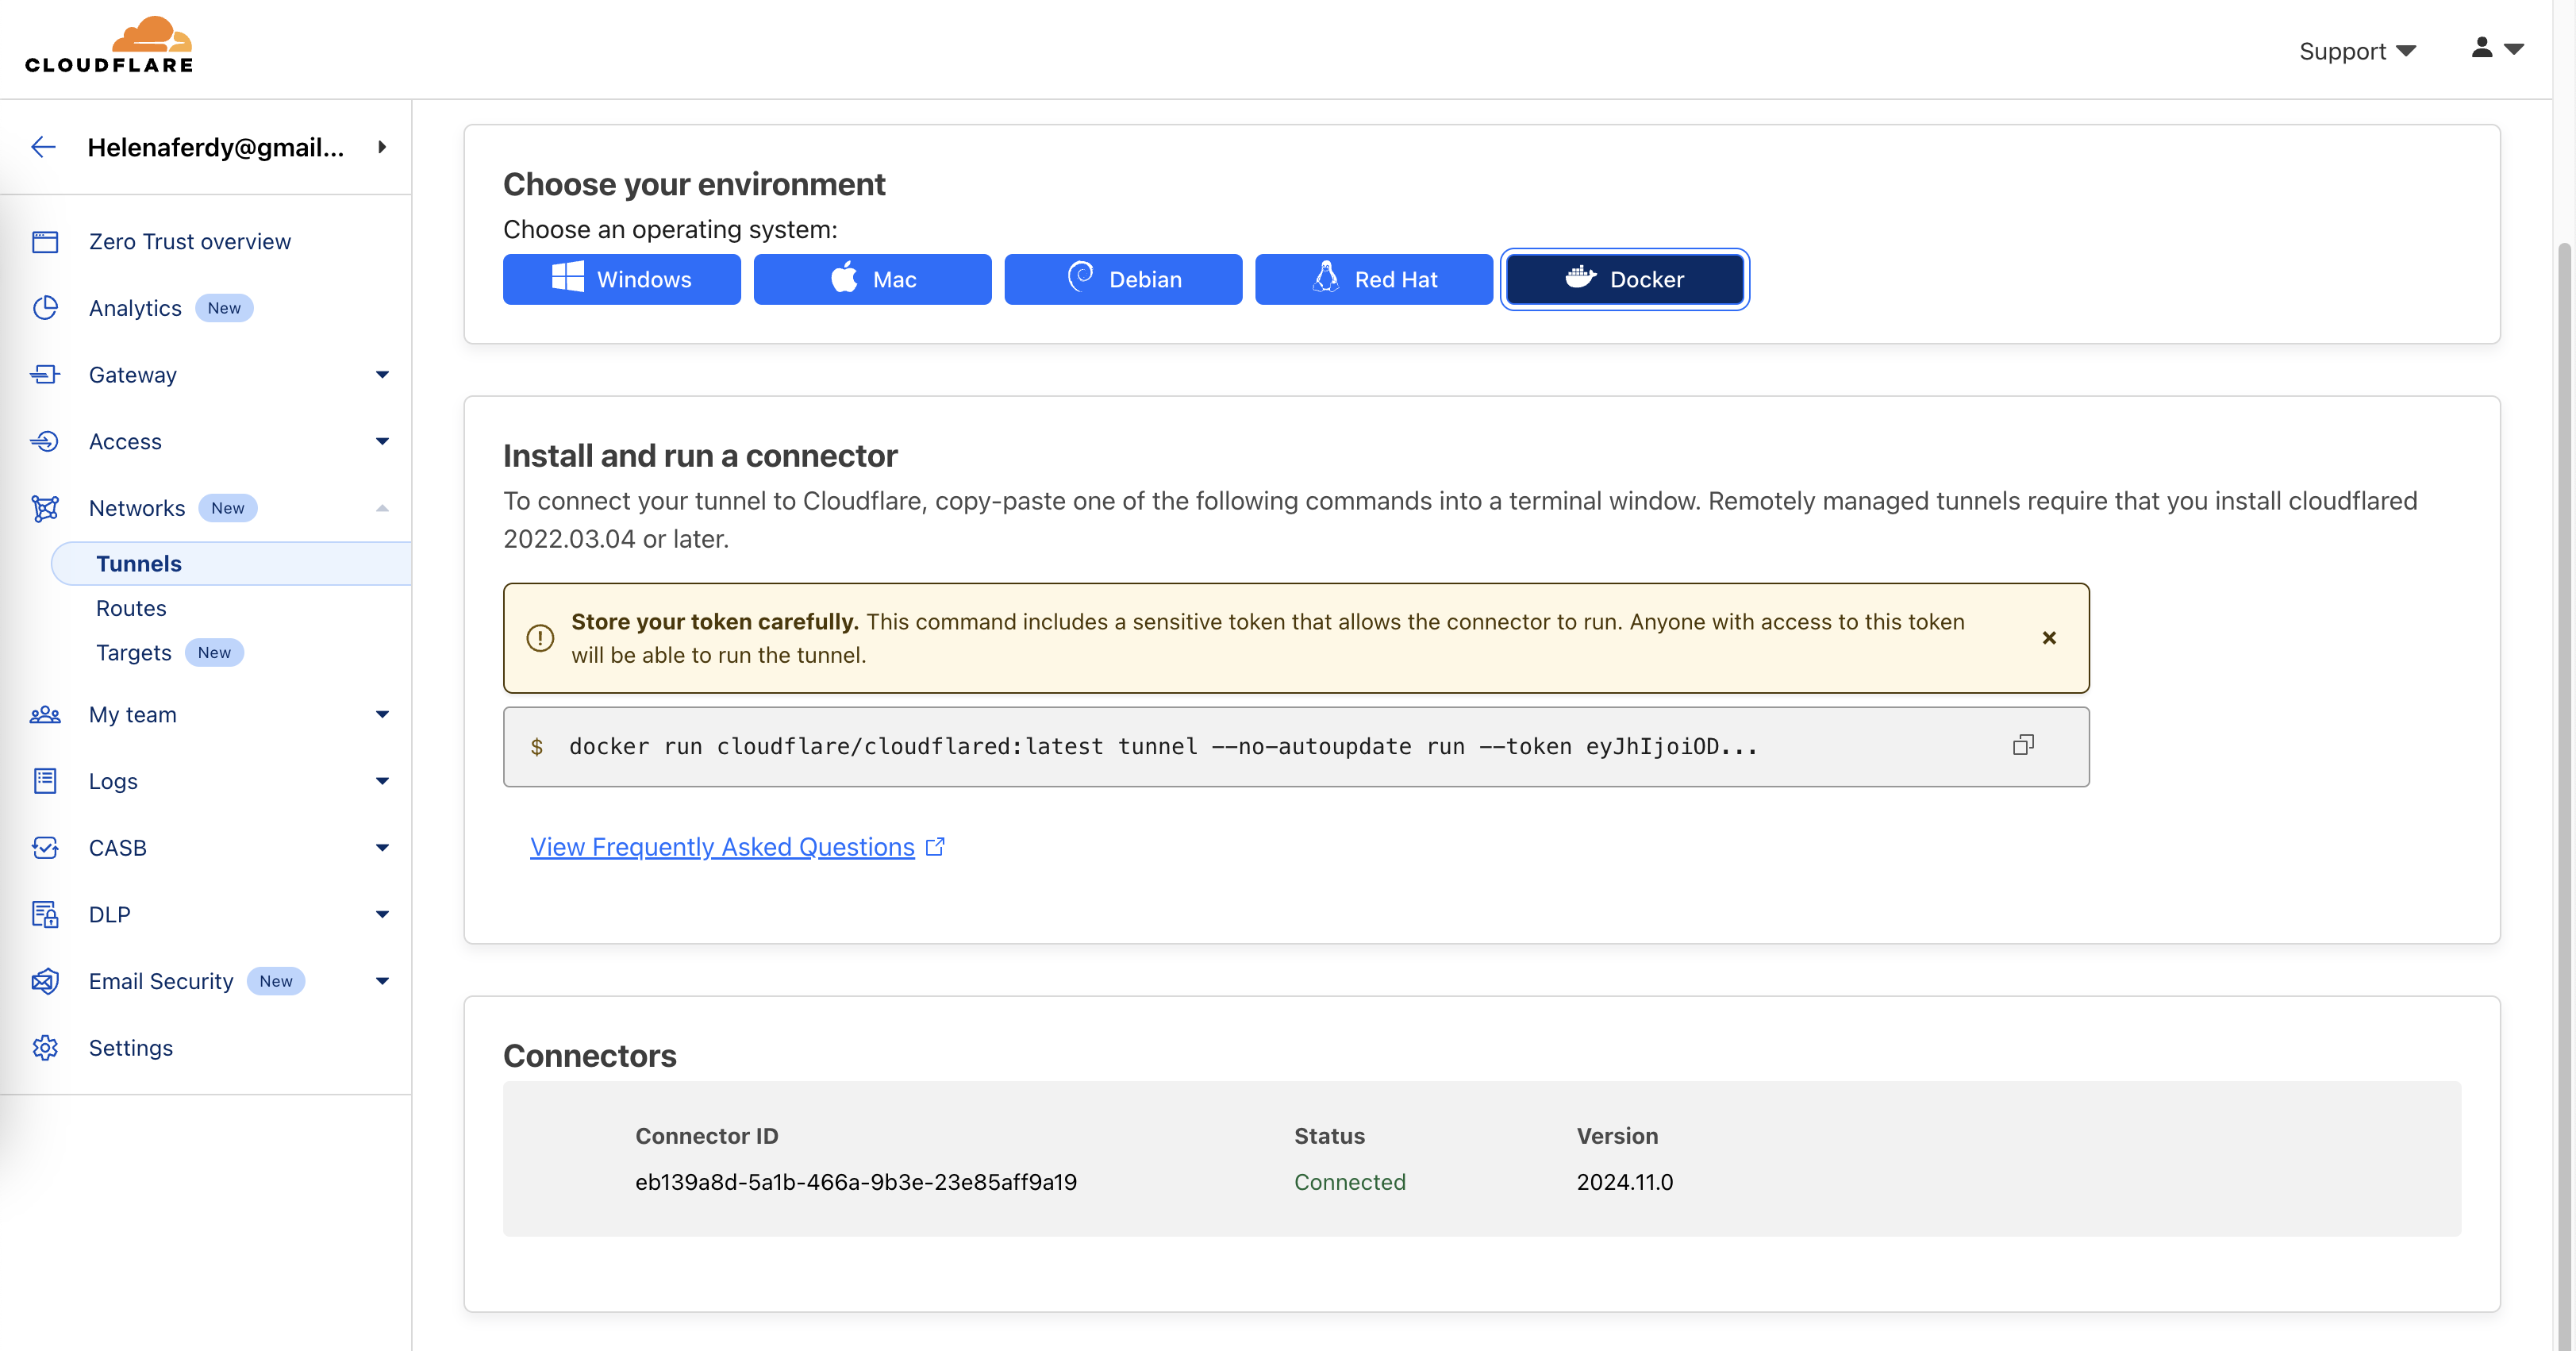 CLOUDFLARE
Support
Helenaferdy@gmail...
Zero Trust overview
Analytics New
Gateway
Access
Networks New
Tunnels
Routes
Targets New
My team
Logs
CASB
DLP
Email Security New
Settings
Choose your environment
Choose an operating system:
Windows Mac Debian Red Hat Docker
Install and run a connector
To connect your tunnel to Cloudflare, copy-paste one of the following commands into a terminal window. Remotely managed tunnels require that you install cloudflared
2022.03.04 or later.
Store your token carefully. This command includes a sensitive token that allows the connector to run. Anyone with access to this token
will be able to run the tunnel.
$ docker run cloudflare/cloudflared:latest tunnel --no-autoupdate run --token eyJhIjoiOD...
View Frequently Asked Questions
Connectors
Connector ID Status Version
eb139a8d-5a1b-466a-9b3e-23e85aff9a19 Connected 2024.11.0